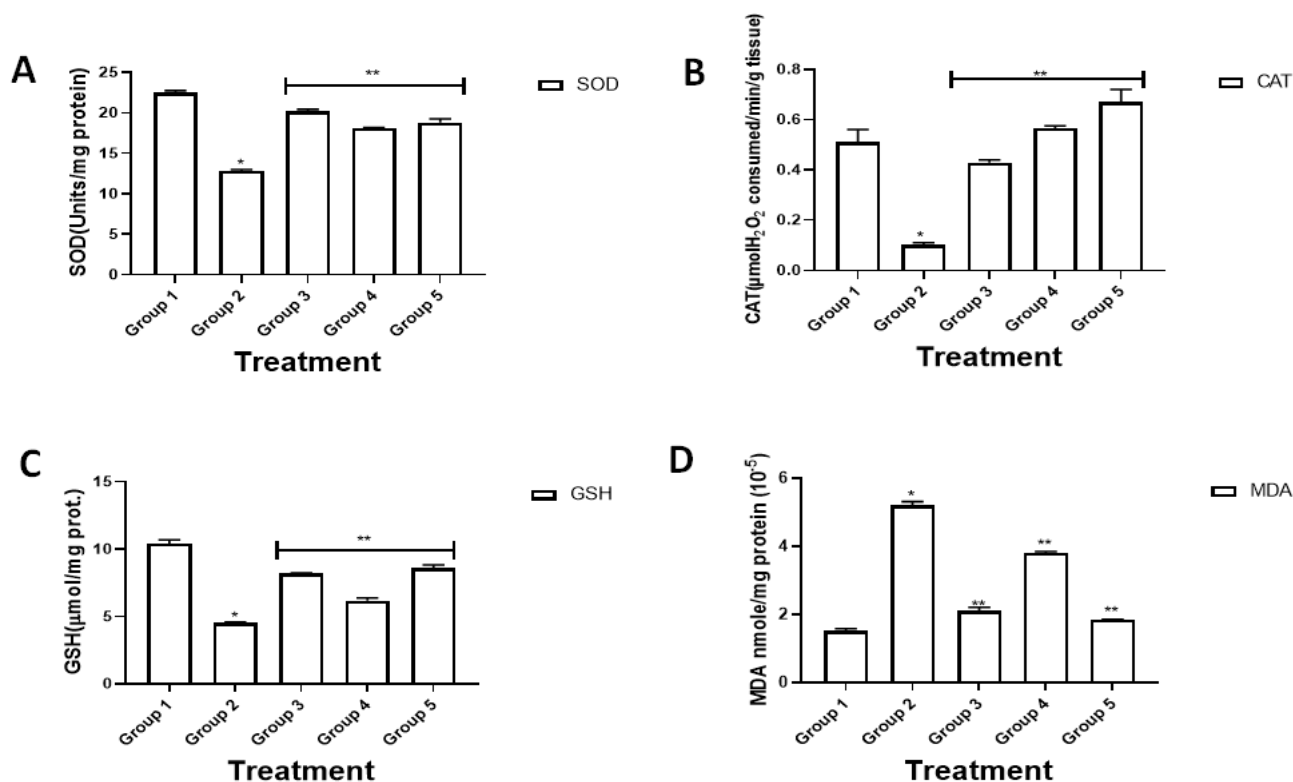 A
SOD(Units/mg protein)
25
20
15
10
5
0
**
*
SOD
Group 1
Group 2
Group 3
Group 4
Group 5
Treatment
B
CAT(μmolH₂O₂ consumed/min/g tissue)
0.8
0.6
0.4
0.2
0.0
**
*
CAT
Group 1
Group 2
Group 3
Group 4
Group 5
Treatment
C
GSH(μmol/mg prot.)
15
10
5
0
**
*
GSH
Group 1
Group 2
Group 3
Group 4
Group 5
Treatment
D
MDA nmole/mg protein (10⁻⁵)
6
4
2
0
*
**
**
**
MDA
Group 1
Group 2
Group 3
Group 4
Group 5
Treatment